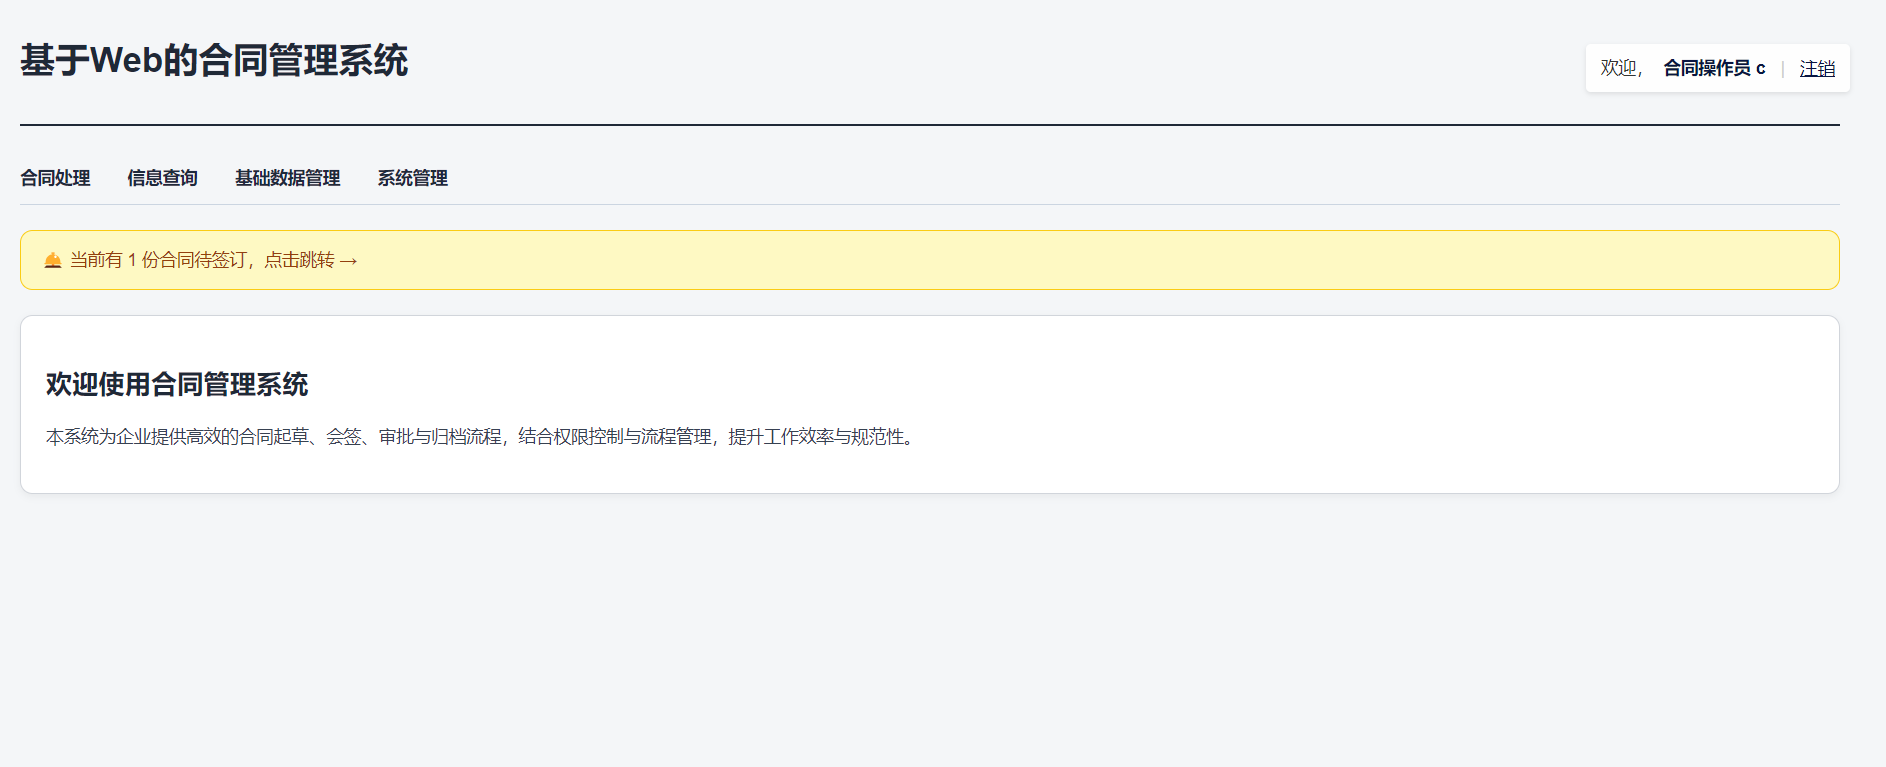 基于Web的合同管理系统
欢迎， 合同操作员 c | 注销
合同处理 信息查询 基础数据管理 系统管理
当前有 1 份合同待签订，点击跳转 →
欢迎使用合同管理系统
本系统为企业提供高效的合同起草、会签、审批与归档流程，结合权限控制与流程管理，提升工作效率与规范性。